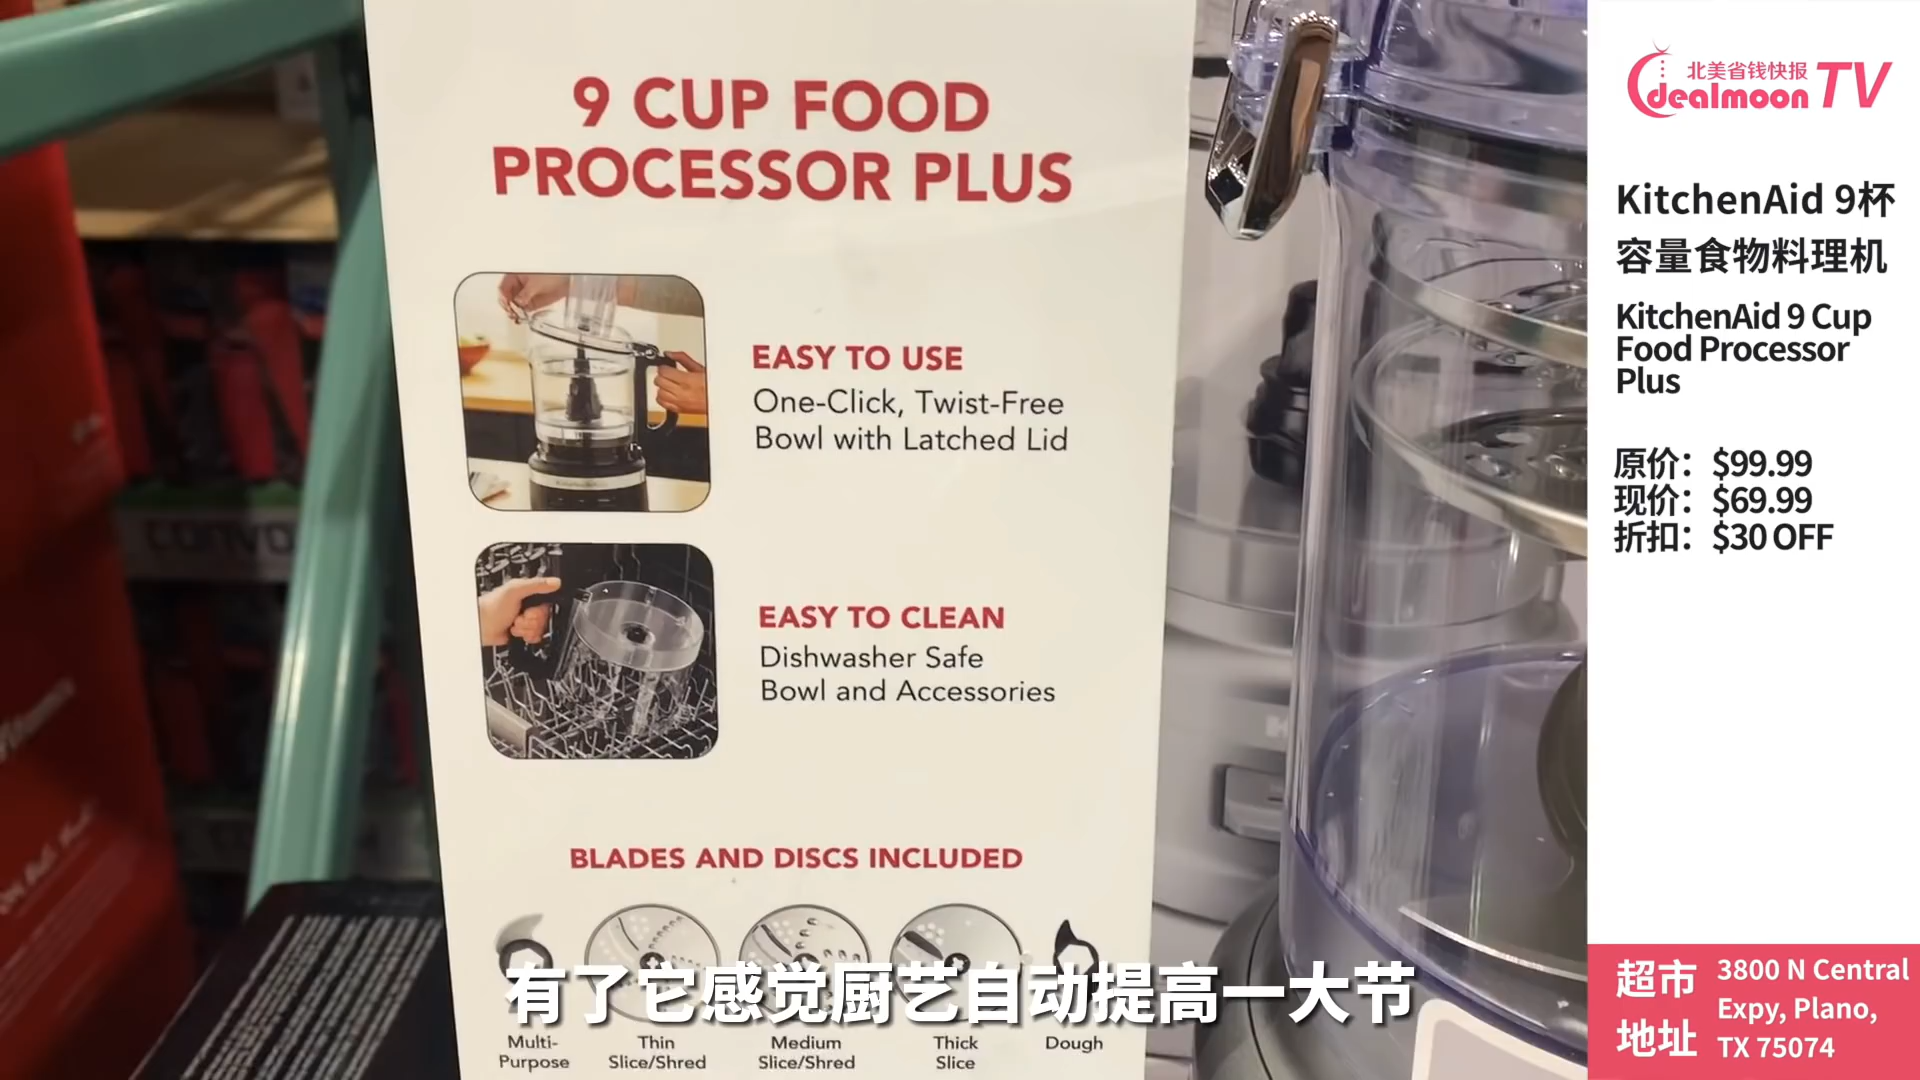 9 CUP FOOD
PROCESSOR PLUS
EASY TO USE
One-Click, Twist-Free
Bowl with Latched Lid
EASY TO CLEAN
Dishwasher Safe
Bowl and Accessories
BLADES AND DISCS INCLUDED
Multi-
Purpose
Thin
Slice/Shred
Medium
Slice/Shred
Thick
Slice
Dough
有了它感觉厨艺自动提高一大节
北美省钱快报
dealmoon TV
KitchenAid 9杯
容量食物料理机
KitchenAid 9 Cup
Food Processor
Plus
原价：$99.99
现价：$69.99
折扣：$30 OFF
超市
地址
3800 N Central
Expy, Plano,
TX 75074